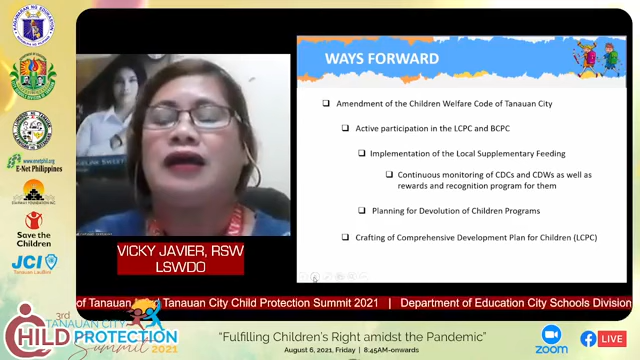 WAYS FORWARD
Amendment of the Children Welfare Code of Tanauan City
Active participation in the LCPC and BCPC
Implementation of the Local Supplementary Feeding
Continuous monitoring of CDCs and CDWs as well as
rewards and recognition program for them
Planning for Devolution of Children Programs
Crafting of Comprehensive Development Plan for Children (LCPC)
www.enetphil.org
E-Net Philippines
Save the
Children
JCI
VICKY JAVIER, RSW
LSWDO
of Tanauan
Tanauan City Child Protection Summit 2021 | Department of Education City Schools Division
3rd
TANAUAN CITY
CHILD PROTECTION
Summit 2021
“Fulfilling Children's Right amidst the Pandemic”
August 6, 2021, Friday | 8:45AM-onwards
zoom
f LIVE